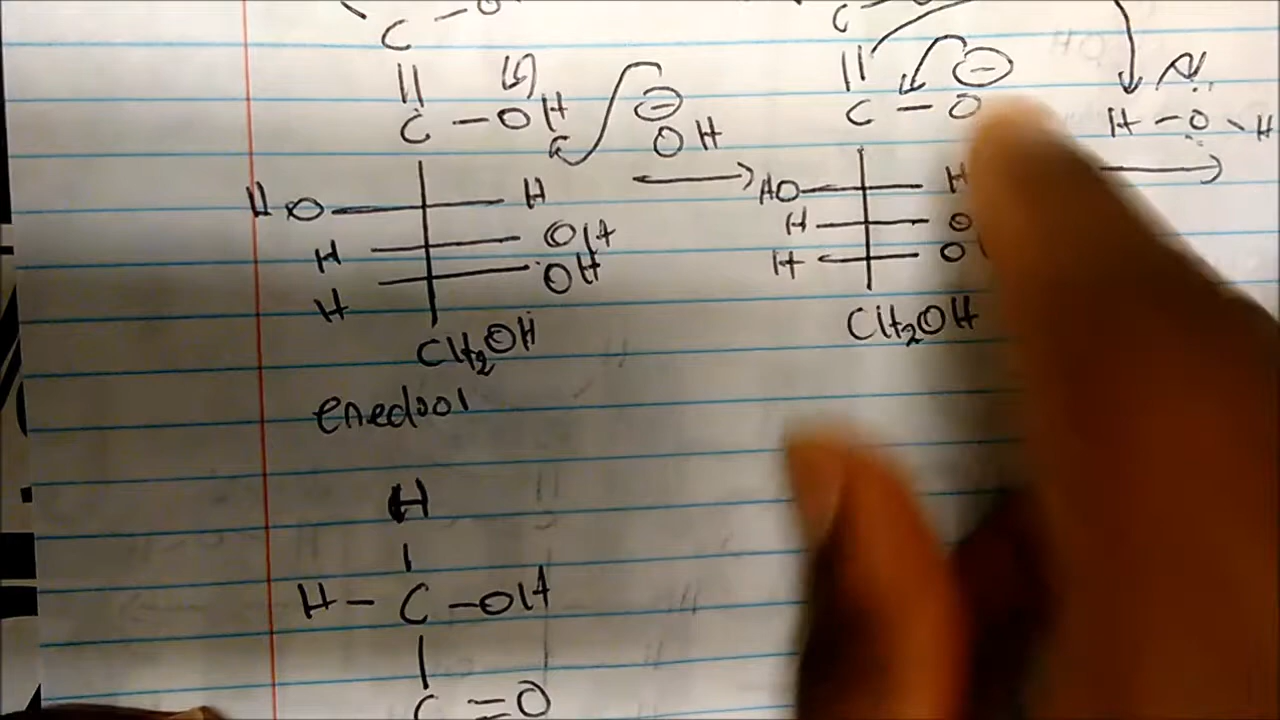 C - O
C
||
||
C - OH
⊖
OH
C - O
⊖
H - O - H
HO
H
HO
H
H
OH
H
O
H
OH
H
O
CH₂OH
CH₂OH
enediol
H
H - C - OH
C = O